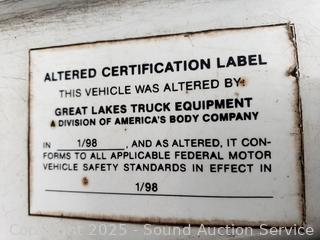 ALTERED CERTIFICATION LABEL
THIS VEHICLE WAS ALTERED BY
GREAT LAKES TRUCK EQUIPMENT
A DIVISION OF AMERICA'S BODY COMPANY
IN 1/98, AND AS ALTERED, IT CON-
FORMS TO ALL APPLICABLE FEDERAL MOTOR
VEHICLE SAFETY STANDARDS IN EFFECT IN
1/98
Copyright 2025 - Sound Auction Service